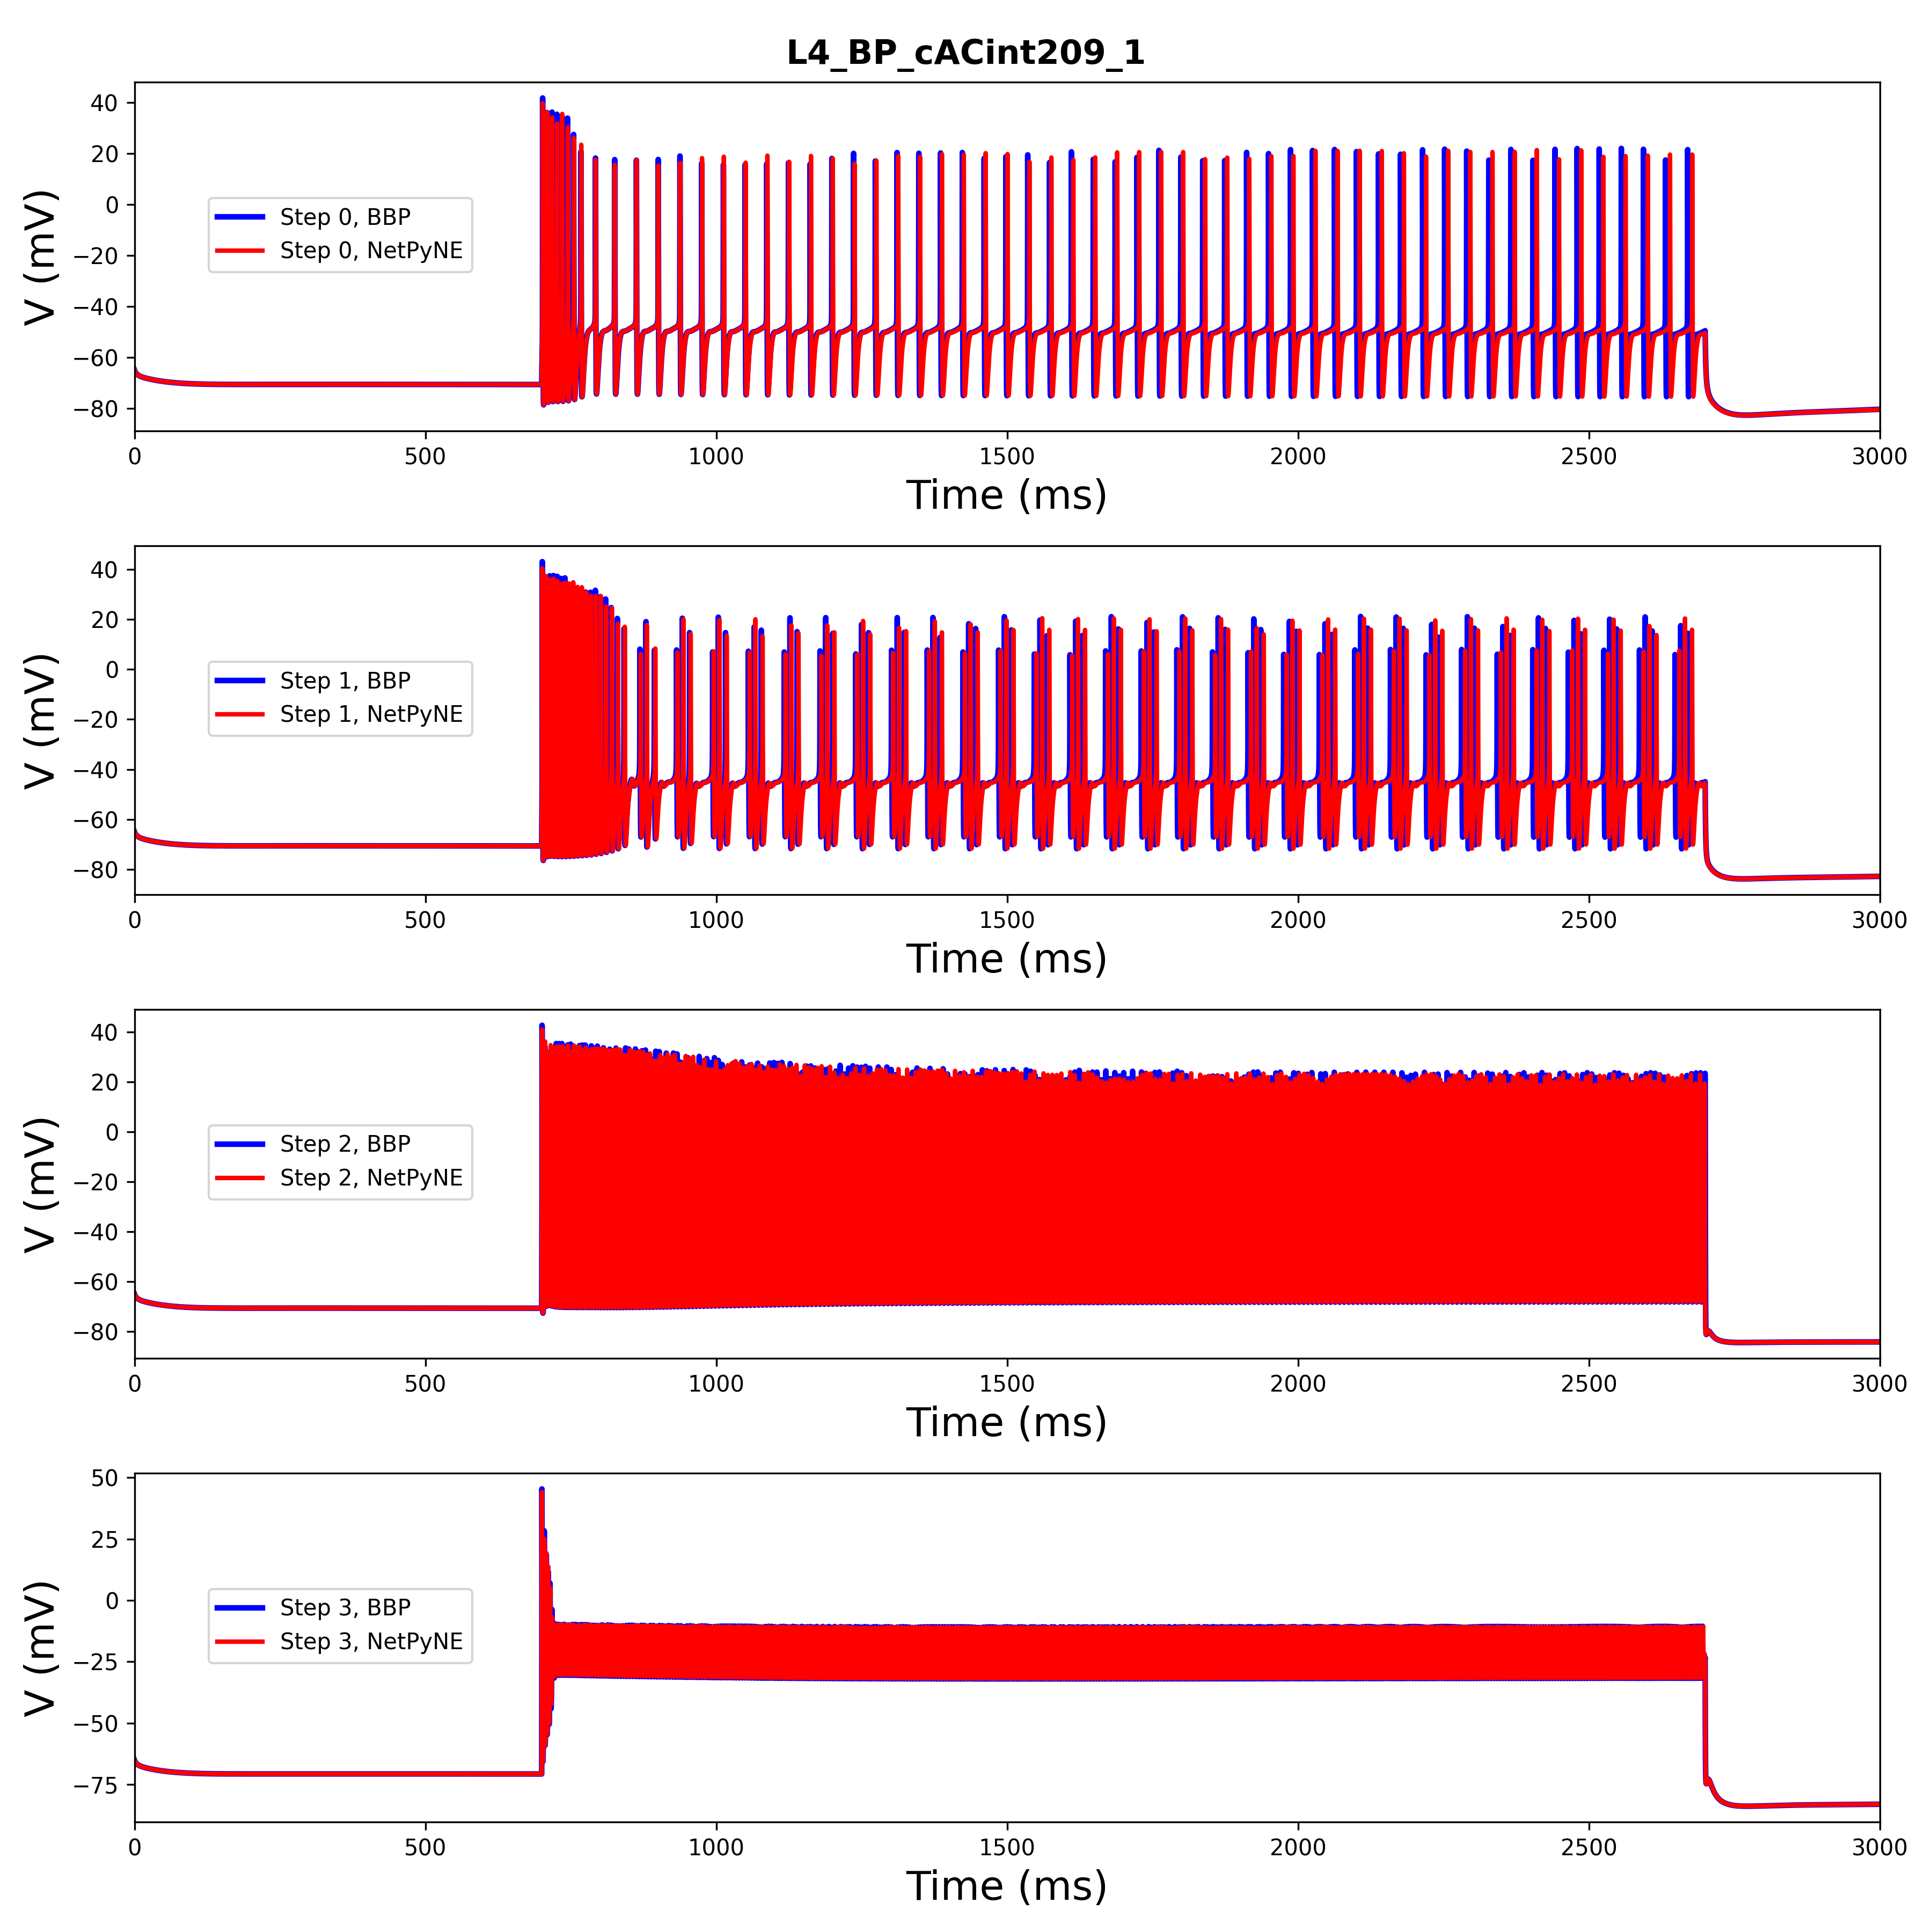 L4_BP_cACint209_1
40
20
0
−20
−40
−60
−80
V (mV)
Step 0, BBP
Step 0, NetPyNE
0 500 1000 1500 2000 2500 3000
Time (ms)
40
20
0
−20
−40
−60
−80
V (mV)
Step 1, BBP
Step 1, NetPyNE
0 500 1000 1500 2000 2500 3000
Time (ms)
40
20
0
−20
−40
−60
−80
V (mV)
Step 2, BBP
Step 2, NetPyNE
0 500 1000 1500 2000 2500 3000
Time (ms)
50
25
0
−25
−50
−75
V (mV)
Step 3, BBP
Step 3, NetPyNE
0 500 1000 1500 2000 2500 3000
Time (ms)